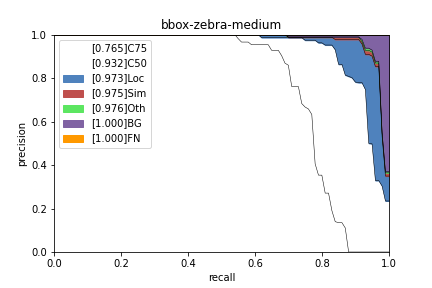 bbox-zebra-medium
precision
1.0
0.8
0.6
0.4
0.2
0.0
[0.765]C75
[0.932]C50
[0.973]Loc
[0.975]Sim
[0.976]Oth
[1.000]BG
[1.000]FN
0.0 0.2 0.4 0.6 0.8 1.0
recall